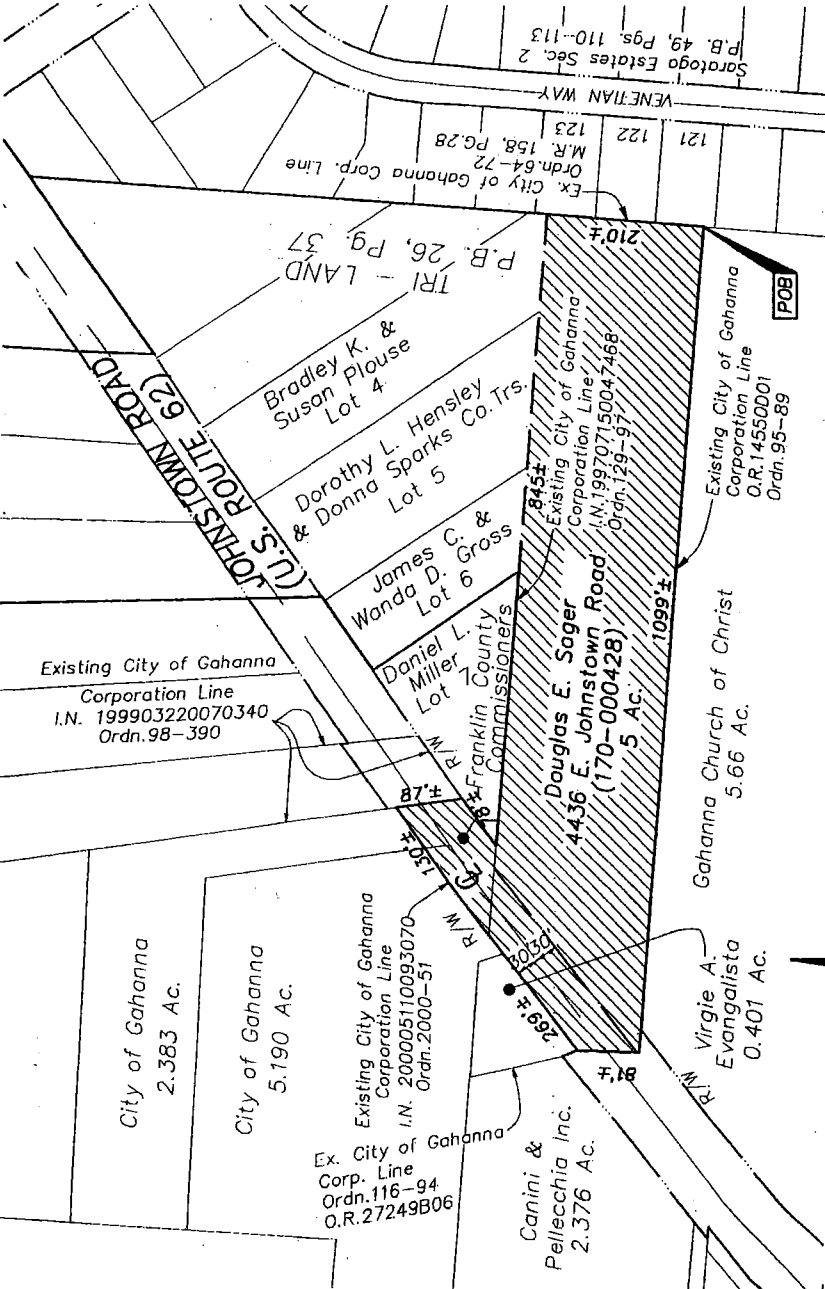 Saratoga Estates Sec. 2
P.B. 49, Pgs. 110-113
VENETIAN WAY
121
122
123
Ex. City of Gahanna Corp. Line
Ordn.64-72
M.R. 158, PG.28
TRI - LAND
P.B. 26, Pg. 37
210'±
POB
JOHNSTOWN ROAD
(U.S. ROUTE 62)
Bradley K. &
Susan Plouse
Lot 4
Dorothy L. Hensley
& Donna Sparks Co. Trs.
Lot 5
James C. &
Wanda D. Gross
Lot 6
Daniel L.
Miller
Lot 7
Franklin County
Commissioners
845±
Existing City of Gahanna
Corporation Line
I.N.199707150047468
Ordn.129-97
Existing City of Gahanna
Corporation Line
O.R.14550D01
Ordn.95-89
1099'±
Douglas E. Sager
4436 E. Johnstown Road
(170-000428)
5 Ac.
Gahanna Church of Christ
5.66 Ac.
Existing City of Gahanna
Corporation Line
I.N. 199903220070340
Ordn.98-390
R/W
87'±
8'±
130'±
℄
R/W
30'
30'
269'±
81'±
R/W
Virgie A.
Evangalista
0.401 Ac.
City of Gahanna
2.383 Ac.
City of Gahanna
5.190 Ac.
Existing City of Gahanna
Corporation Line
I.N. 200005110093070
Ordn.2000-51
Ex. City of Gahanna
Corp. Line
Ordn.116-94
O.R.27249B06
Canini &
Pellecchia Inc.
2.376 Ac.